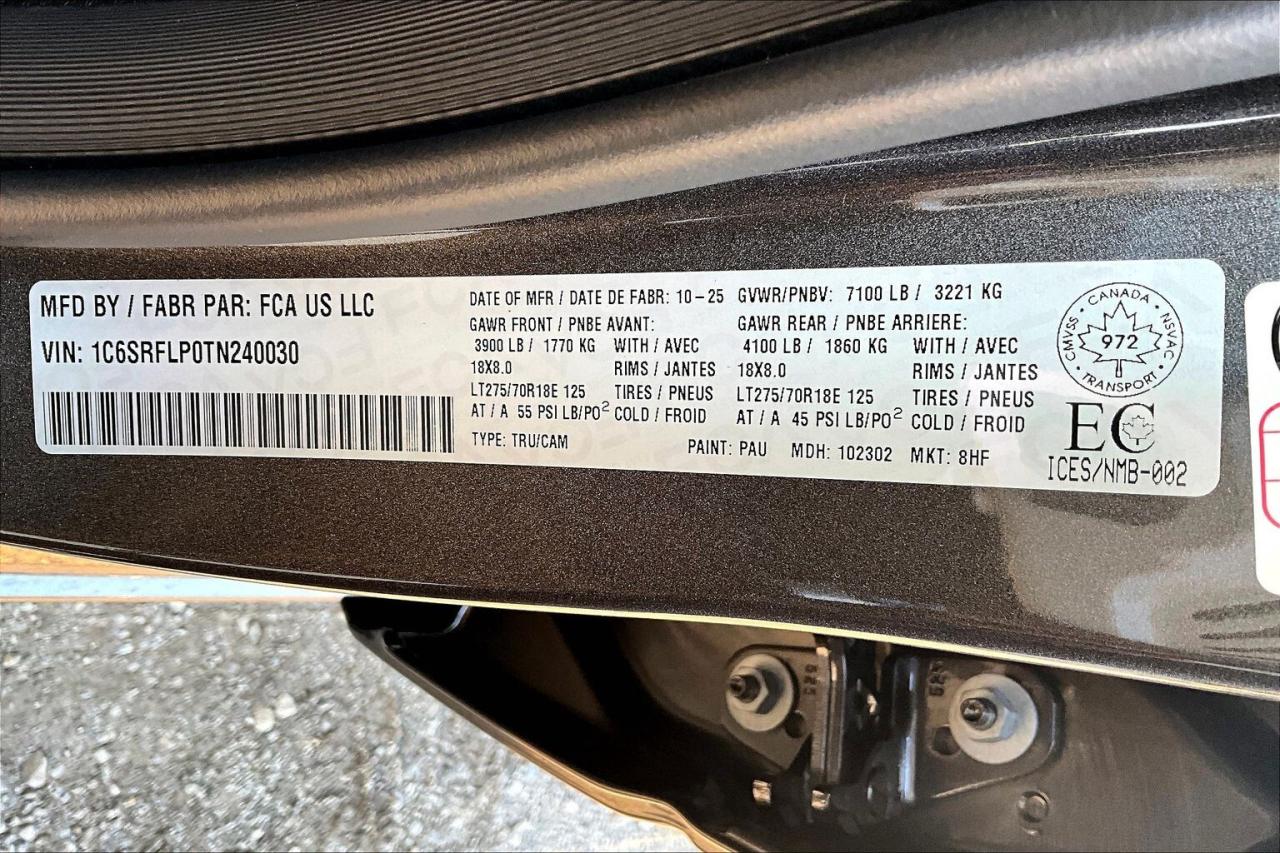 MFD BY / FABR PAR: FCA US LLC
VIN: 1C6SRFLP0TN240030
DATE OF MFR / DATE DE FABR: 10-25 GVWR/PNBV: 7100 LB / 3221 KG
GAWR FRONT / PNBE AVANT: GAWR REAR / PNBE ARRIERE:
3900 LB / 1770 KG WITH / AVEC 4100 LB / 1860 KG WITH / AVEC
18X8.0 RIMS / JANTES 18X8.0 RIMS / JANTES
LT275/70R18E 125 TIRES / PNEUS LT275/70R18E 125 TIRES / PNEUS
AT / A 55 PSI LB/PO² COLD / FROID AT / A 45 PSI LB/PO² COLD / FROID
TYPE: TRU/CAM PAINT: PAU MDH: 102302 MKT: 8HF
CANADA
CMVSS 972 NSVAC
TRANSPORT
EC
ICES/NMB-002
525
525